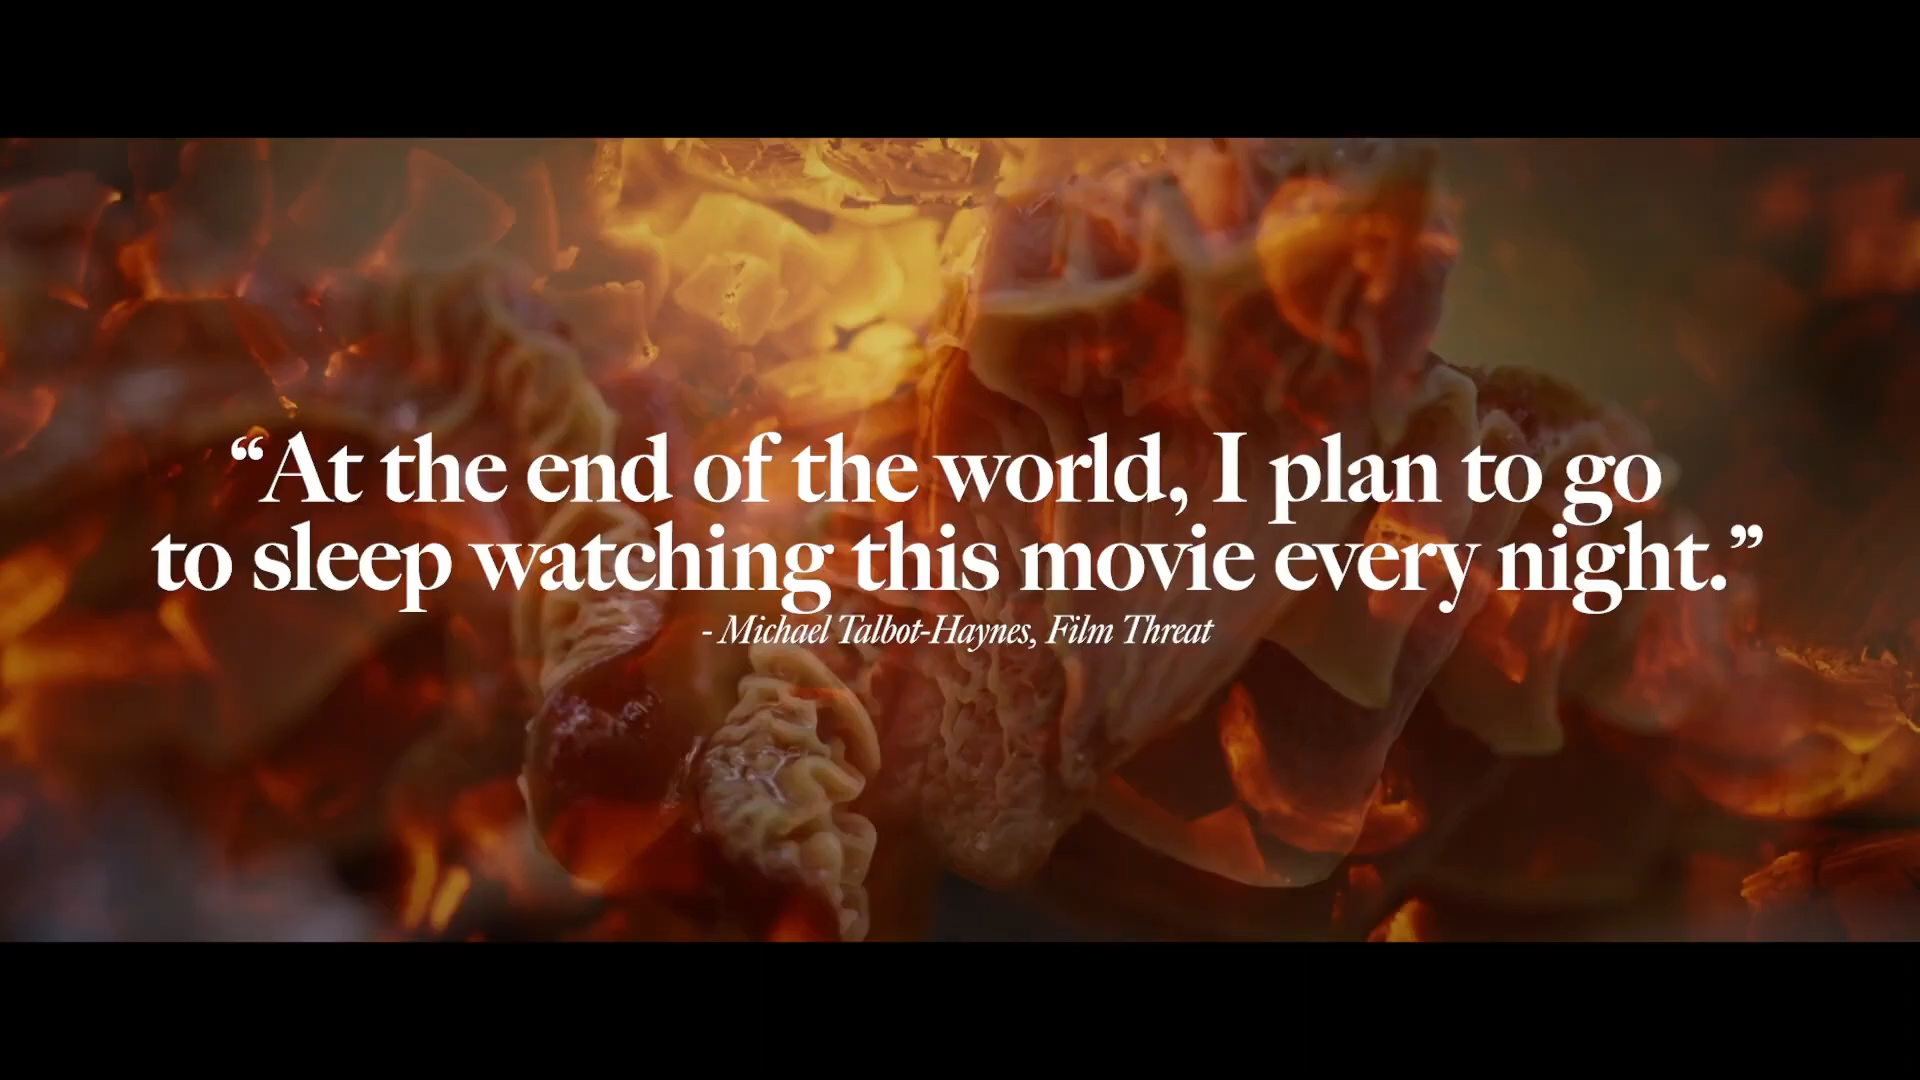 “At the end of the world, I plan to go
to sleep watching this movie every night.”
- Michael Talbot-Haynes, Film Threat